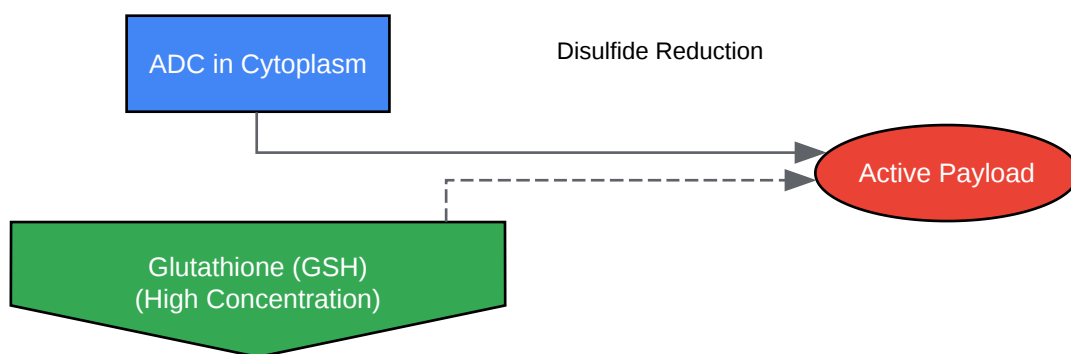 ADC in Cytoplasm
Disulfide Reduction
Active Payload
Glutathione (GSH)
(High Concentration)